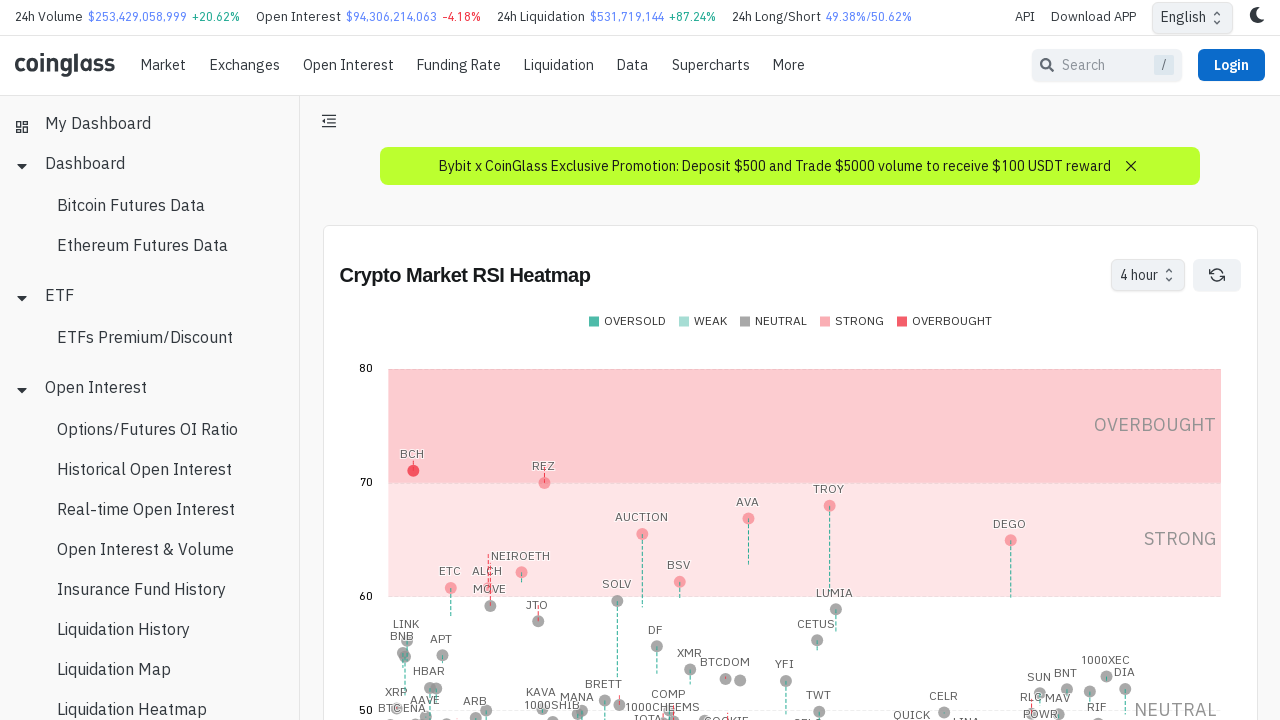 24h Volume $253,429,058,999 +20.62% Open Interest $94,306,214,063 -4.18% 24h Liquidation $531,719,144 +87.24% 24h Long/Short 49.38%/50.62% API Download APP English
coinglass Market Exchanges Open Interest Funding Rate Liquidation Data Supercharts More Search / Login
My Dashboard
Dashboard
Bitcoin Futures Data
Ethereum Futures Data
ETF
ETFs Premium/Discount
Open Interest
Options/Futures OI Ratio
Historical Open Interest
Real-time Open Interest
Open Interest & Volume
Insurance Fund History
Liquidation History
Liquidation Map
Liquidation Heatmap
Bybit x CoinGlass Exclusive Promotion: Deposit $500 and Trade $5000 volume to receive $100 USDT reward
Crypto Market RSI Heatmap 4 hour
OVERSOLD WEAK NEUTRAL STRONG OVERBOUGHT
80
OVERBOUGHT
BCH
REZ
70
TROY
AVA
AUCTION
DEGO
STRONG
NEIROETH
BSV
ETC ALCH
SOLV
MOVE
LUMIA
60
JTO
LINK CETUS
DF
BNB APT
XMR
BTCDOM YFI 1000XEC
HBAR
BNT DIA
SUN
BRETT
XRP KAVA COMP TWT CELR
AAVE ARB MANA RLC MAY
1000SHIB 1000CHEEMS RIF
NEUTRAL
50
QUICK